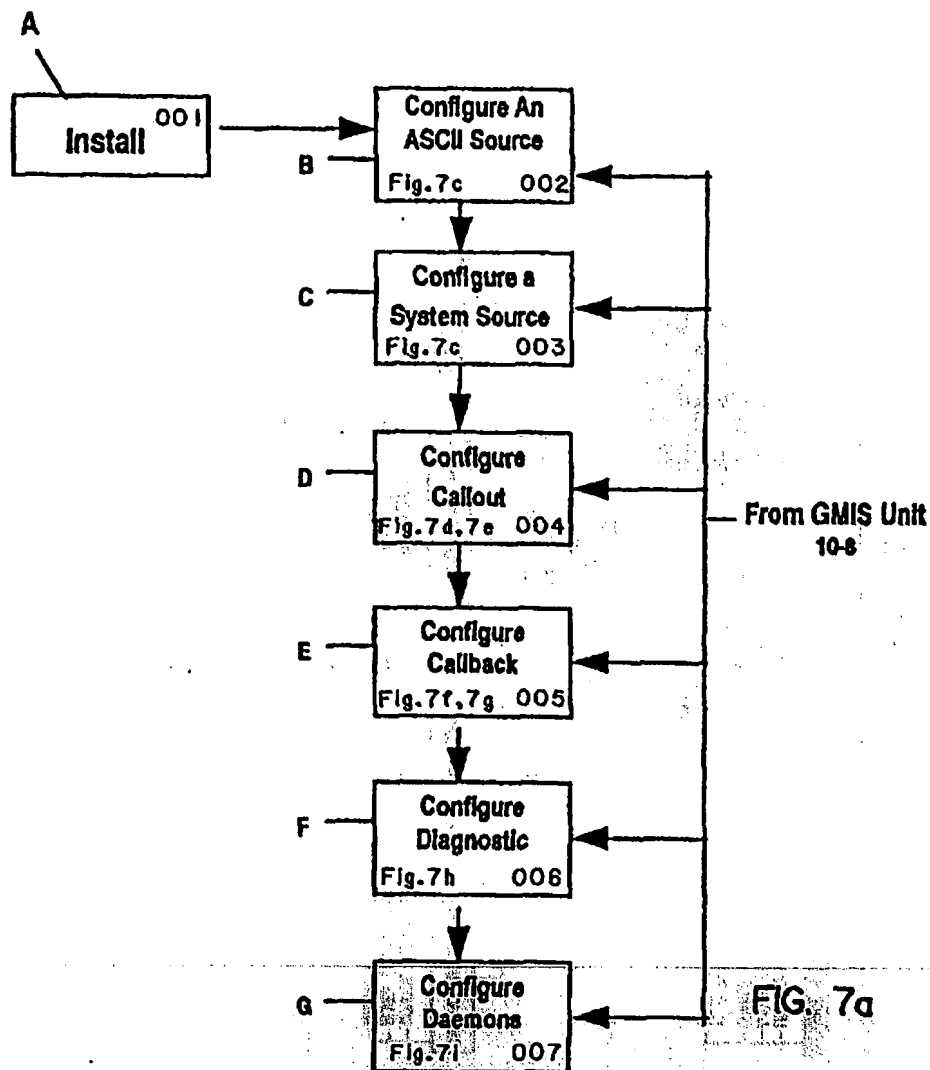 A
001
Install
Configure An
ASCII Source
B
Fig.7c 002
Configure a
C
System Source
Fig.7c 003
Configure
D
Callout
Fig.7d,7e 004
From GMIS Unit
10-8
Configure
E
Callback
Fig.7f,7g 005
Configure
F
Diagnostic
Fig.7h 006
Configure
G
Daemons
Fig.7i 007
FIG. 7a